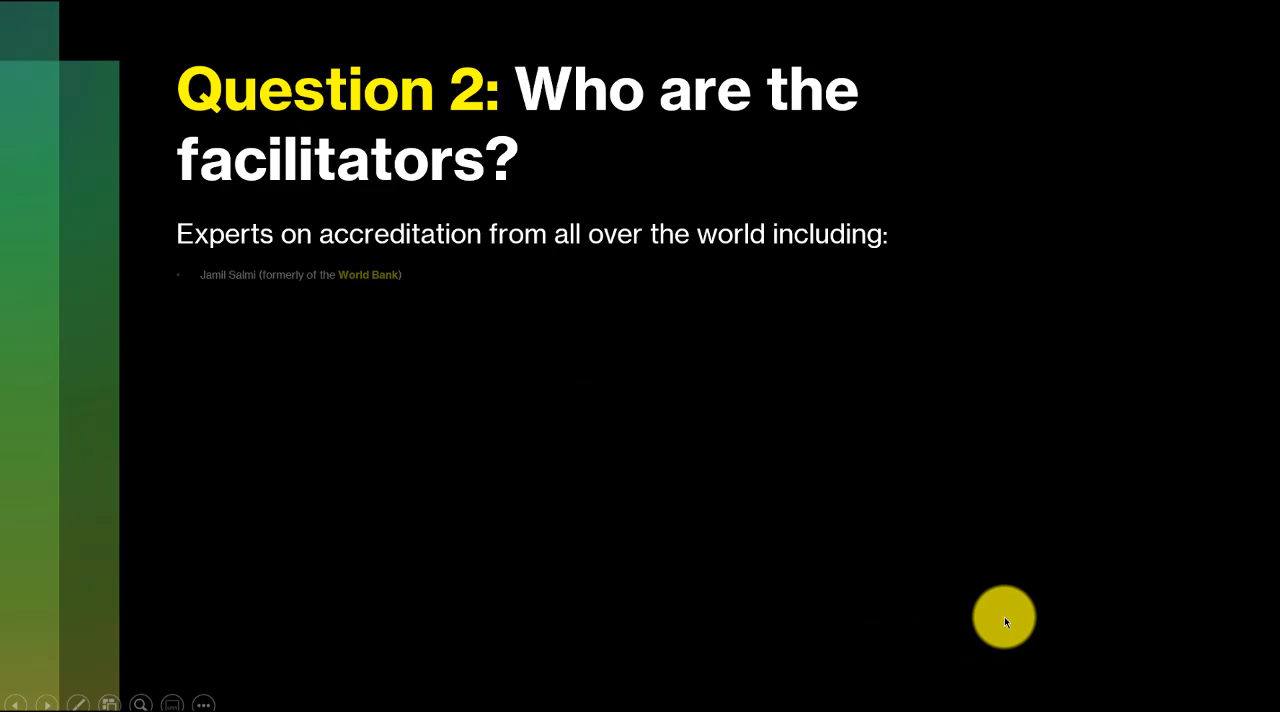 Question 2: Who are the
facilitators?
Experts on accreditation from all over the world including:
• Jamil Salmi (formerly of the World Bank)